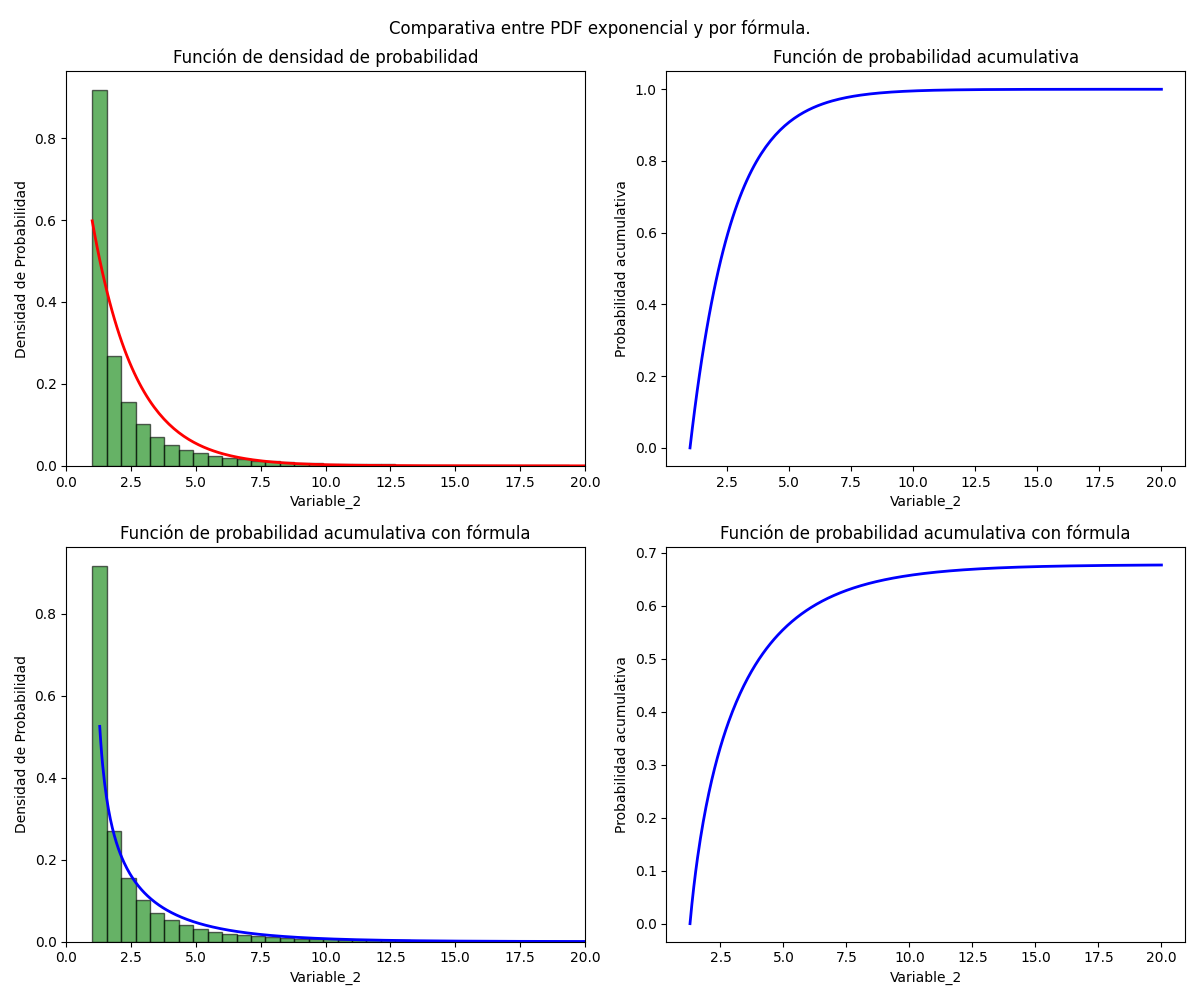 Comparativa entre PDF exponencial y por fórmula.
Función de densidad de probabilidad
Densidad de Probabilidad
0.8
0.6
0.4
0.2
0.0
0.0 2.5 5.0 7.5 10.0 12.5 15.0 17.5 20.0
Variable_2
Función de probabilidad acumulativa
Probabilidad acumulativa
1.0
0.8
0.6
0.4
0.2
0.0
2.5 5.0 7.5 10.0 12.5 15.0 17.5 20.0
Variable_2
Función de probabilidad acumulativa con fórmula
Densidad de Probabilidad
0.8
0.6
0.4
0.2
0.0
0.0 2.5 5.0 7.5 10.0 12.5 15.0 17.5 20.0
Variable_2
Función de probabilidad acumulativa con fórmula
Probabilidad acumulativa
0.7
0.6
0.5
0.4
0.3
0.2
0.1
0.0
2.5 5.0 7.5 10.0 12.5 15.0 17.5 20.0
Variable_2